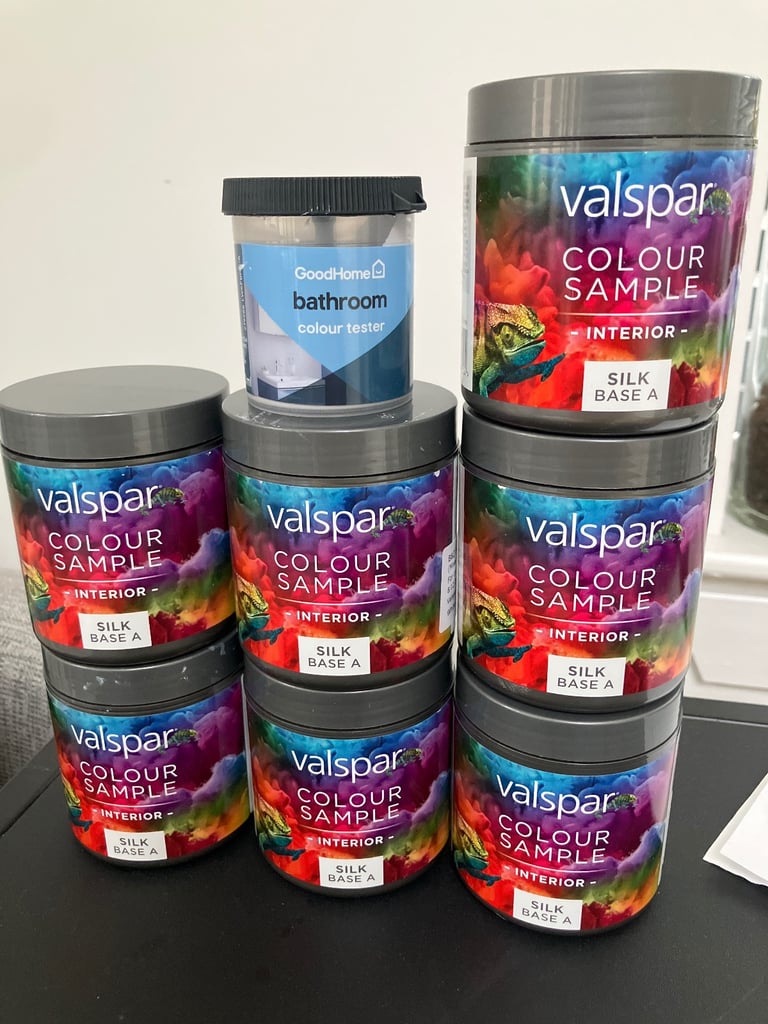 valspar
COLOUR
SAMPLE
- INTERIOR -
SILK
BASE A
GoodHome
bathroom
colour tester
valspar
COLOUR
SAMPLE
- INTERIOR -
SILK
BASE A
valspar
COLOUR
SAMPLE
- INTERIOR -
SILK
BASE A
valspar
COLOUR
SAMPLE
- INTERIOR -
SILK
BASE A
valspar
COLOUR
SAMPLE
- INTERIOR -
SILK
BASE A
valspar
COLOUR
SAMPLE
- INTERIOR -
SILK
BASE A
valspar
COLOUR
SAMPLE
- INTERIOR -
SILK
BASE A